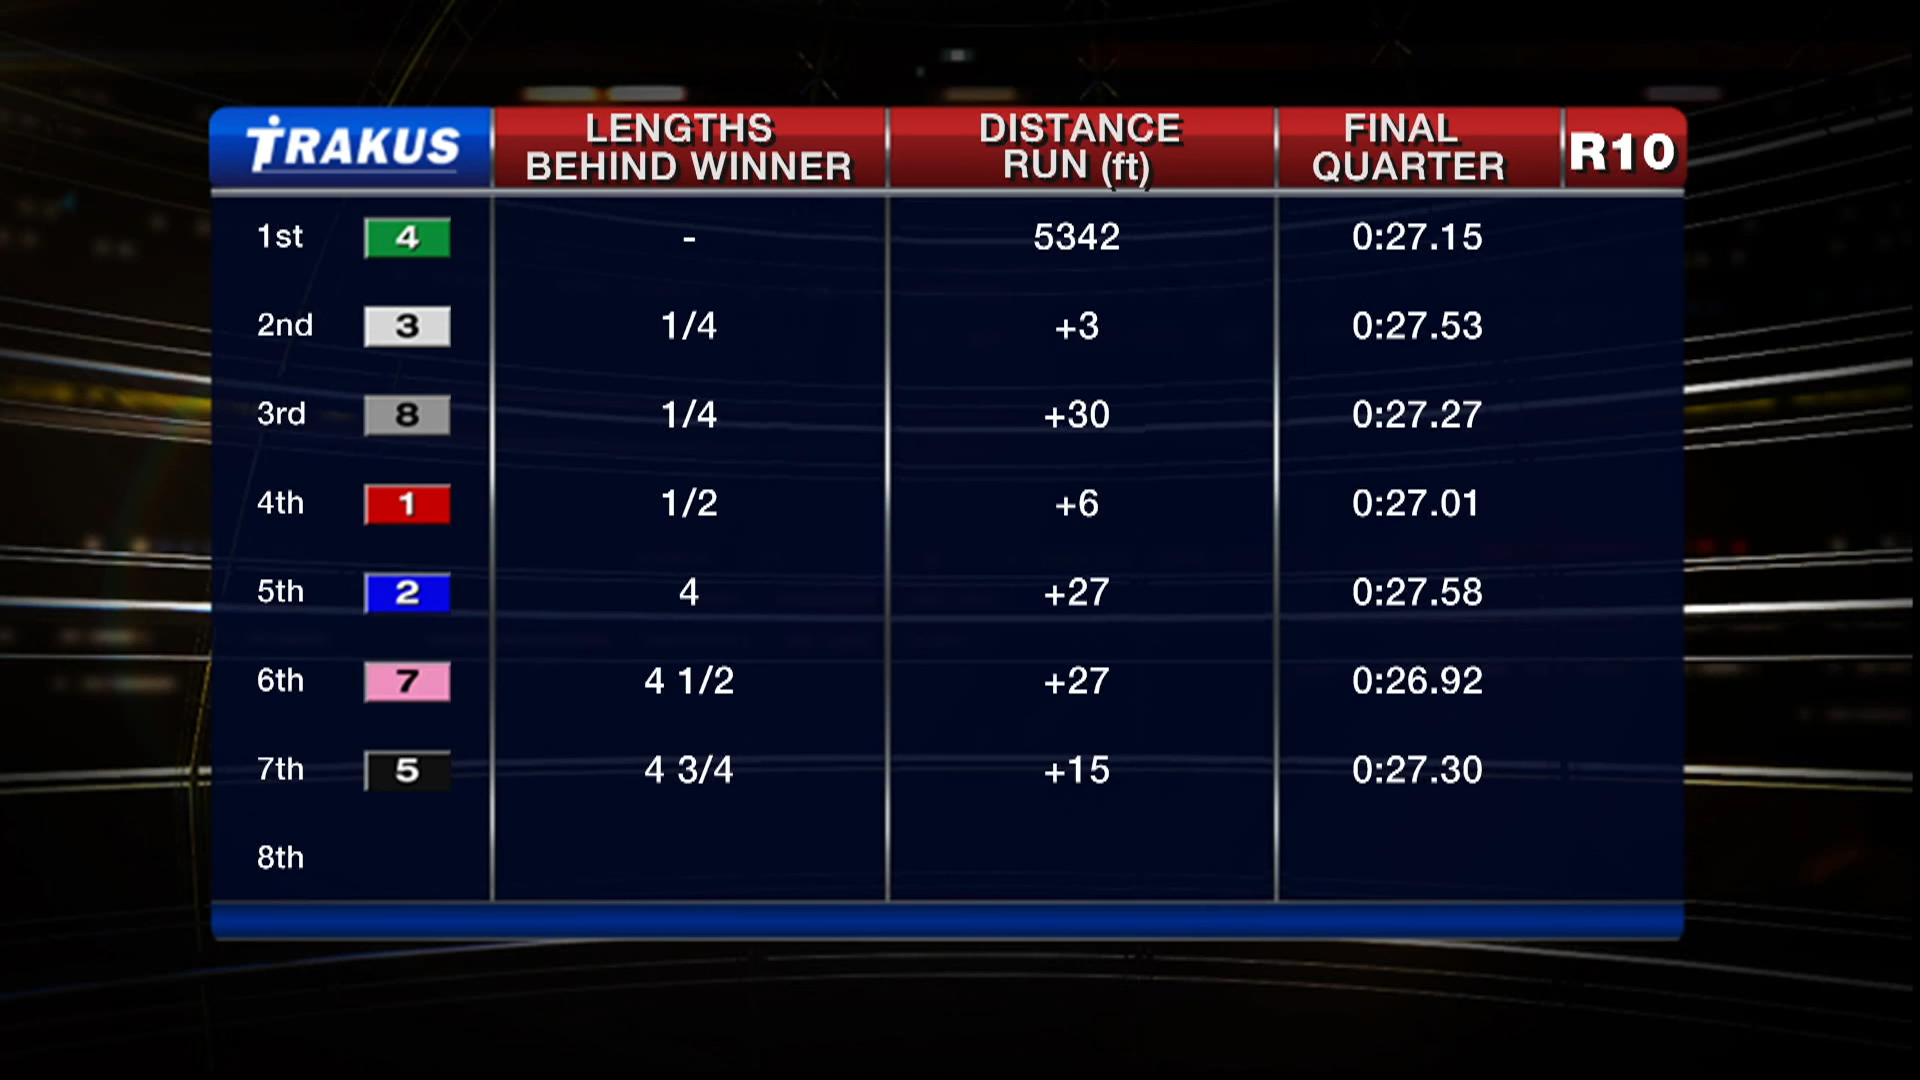 TRAKUS LENGTHS BEHIND WINNER DISTANCE RUN (ft) FINAL QUARTER R10
1st 4 - 5342 0:27.15
2nd 3 1/4 +3 0:27.53
3rd 8 1/4 +30 0:27.27
4th 1 1/2 +6 0:27.01
5th 2 4 +27 0:27.58
6th 7 4 1/2 +27 0:26.92
7th 5 4 3/4 +15 0:27.30
8th